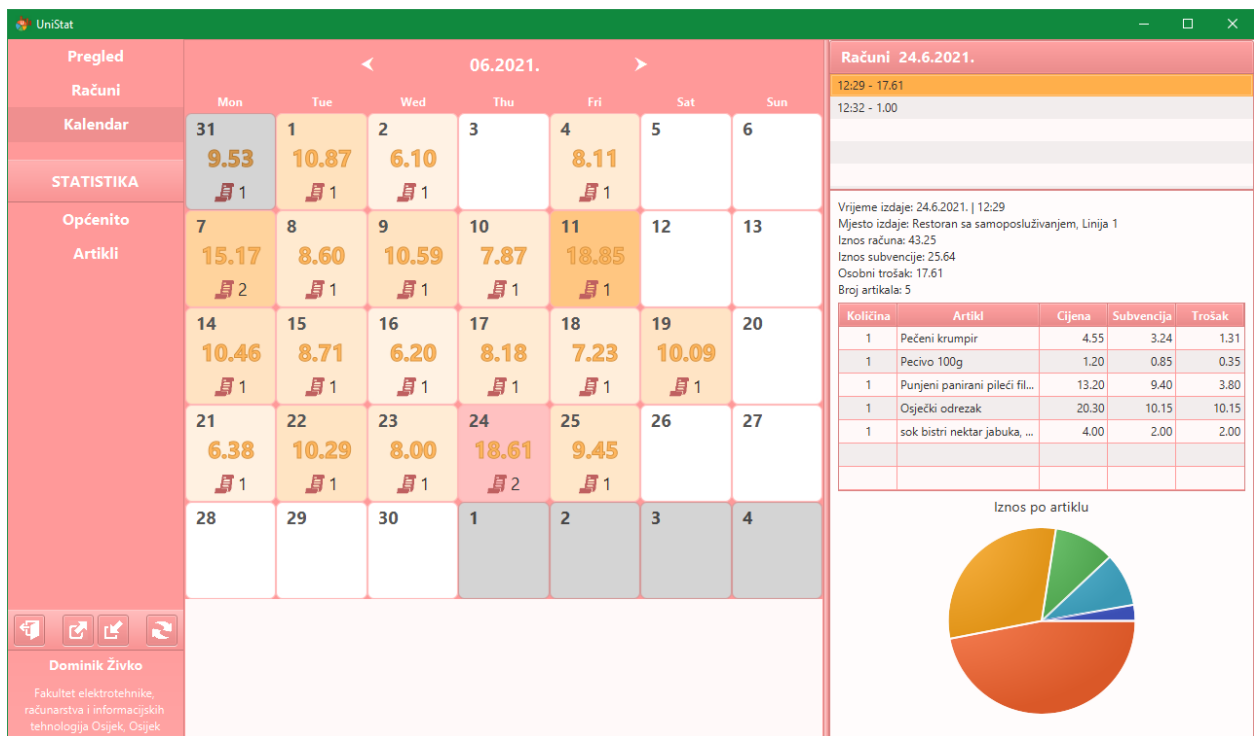 UniStat
Pregled
Računi
Kalendar
STATISTIKA
Općenito
Artikli
06.2021.
Mon Tue Wed Thu Fri Sat Sun
31 1 2 3 4 5 6
9.53 10.87 6.10 8.11
1 1 1 1
7 8 9 10 11 12 13
15.17 8.60 10.59 7.87 18.85
2 1 1 1 1
14 15 16 17 18 19 20
10.46 8.71 6.20 8.18 7.23 10.09
1 1 1 1 1 1
21 22 23 24 25 26 27
6.38 10.29 8.00 18.61 9.45
1 1 1 2 1
28 29 30 1 2 3 4
Dominik Živko
Fakultet elektrotehnike,
računarstva i informacijskih
tehnologija Osijek, Osijek
Računi 24.6.2021.
12:29 - 17.61
12:32 - 1.00
Vrijeme izdaje: 24.6.2021. | 12:29
Mjesto izdaje: Restoran sa samoposluživanjem, Linija 1
Iznos računa: 43.25
Iznos subvencije: 25.64
Osobni trošak: 17.61
Broj artikala: 5
Količina Artikl Cijena Subvencija Trošak
1 Pečeni krumpir 4.55 3.24 1.31
1 Pecivo 100g 1.20 0.85 0.35
1 Punjeni panirani pileći fil... 13.20 9.40 3.80
1 Osječki odrezak 20.30 10.15 10.15
1 sok bistri nektar jabuka, ... 4.00 2.00 2.00
Iznos po artiklu